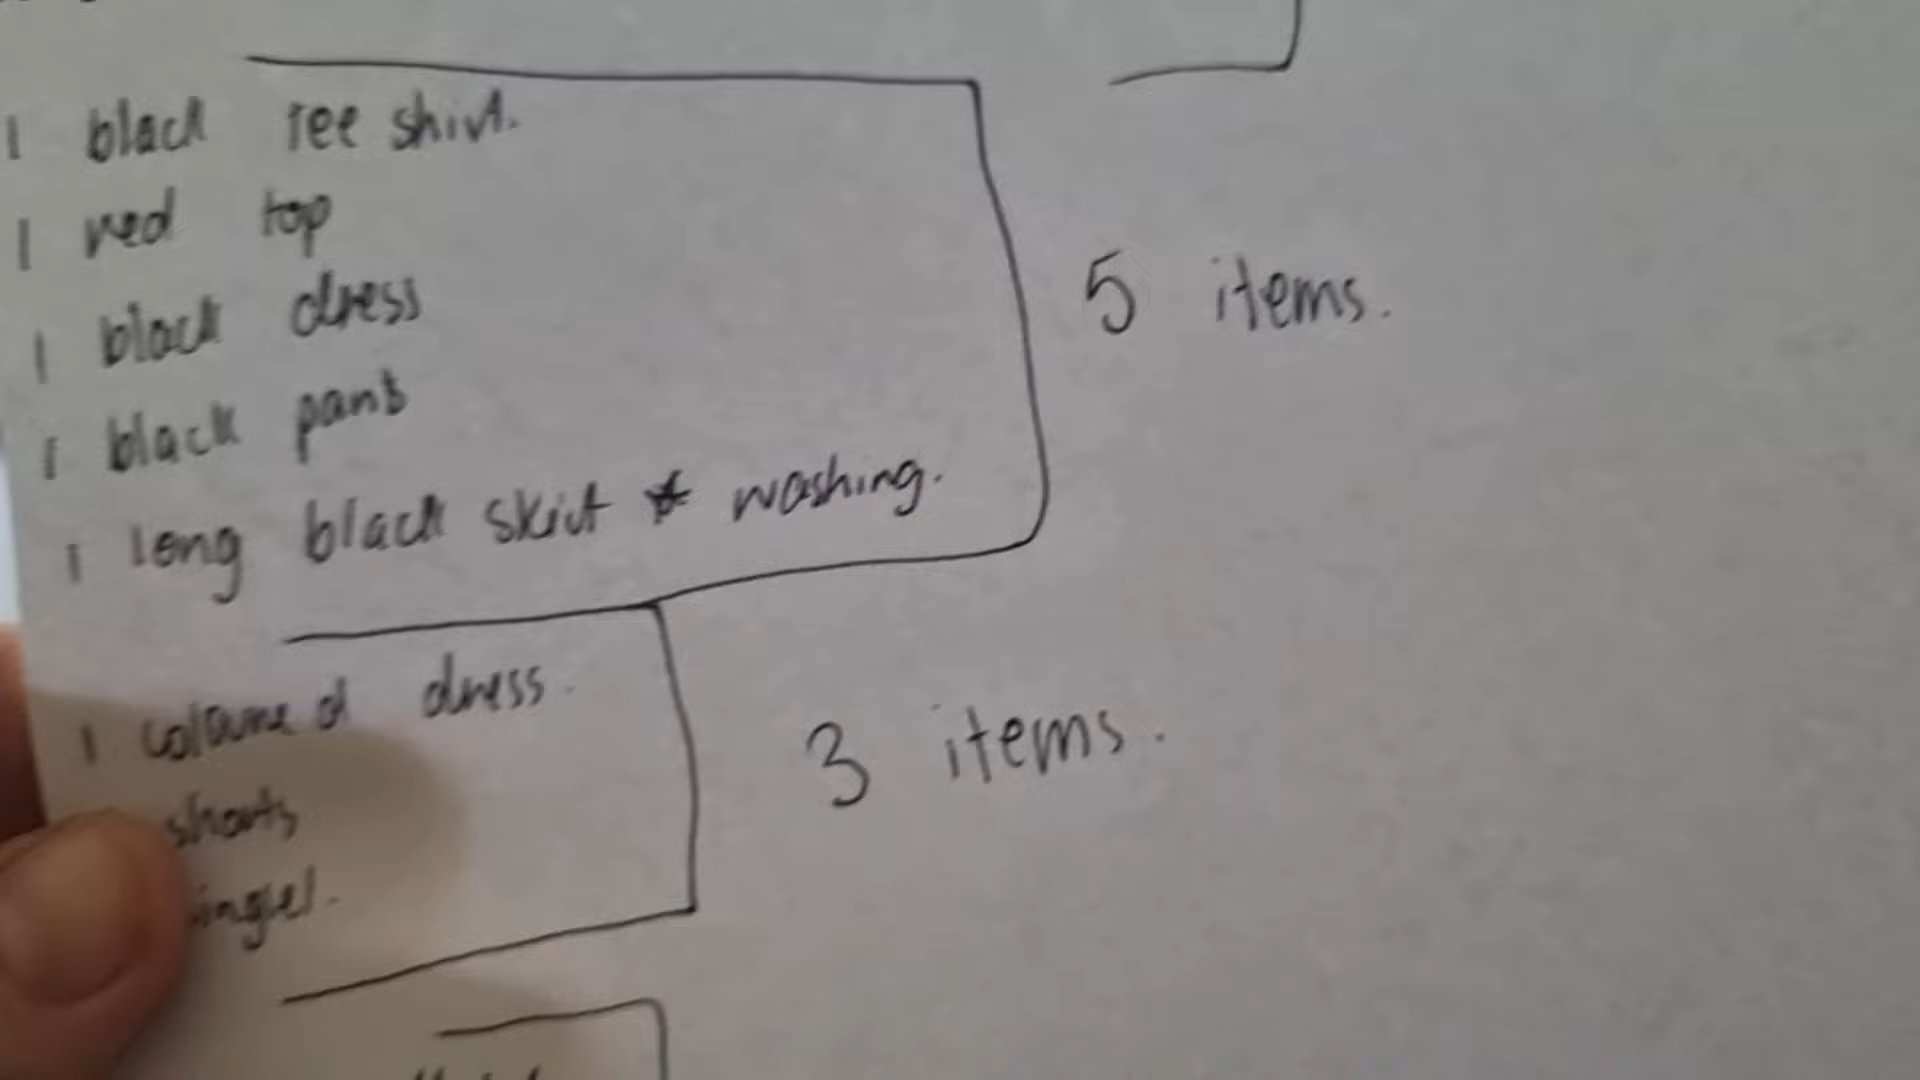 1 black Tee shirt.
1 red top
1 black dress
1 black pants
1 long black skirt * washing.
5 items.
1 coloured dress.
shorts
3 items.